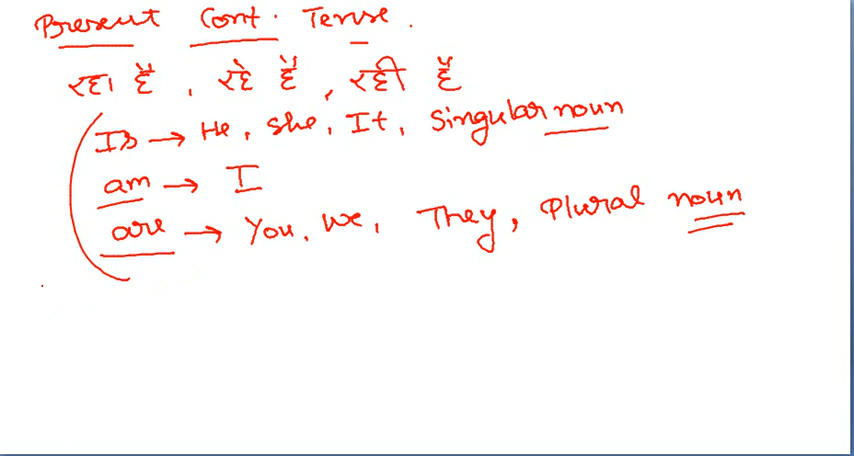 Present Cont. Tense.
रहा हैं, रहे हैं, रही हैं
Is → He, she, It, Singular noun
am → I
are → You, We, They, Plural noun